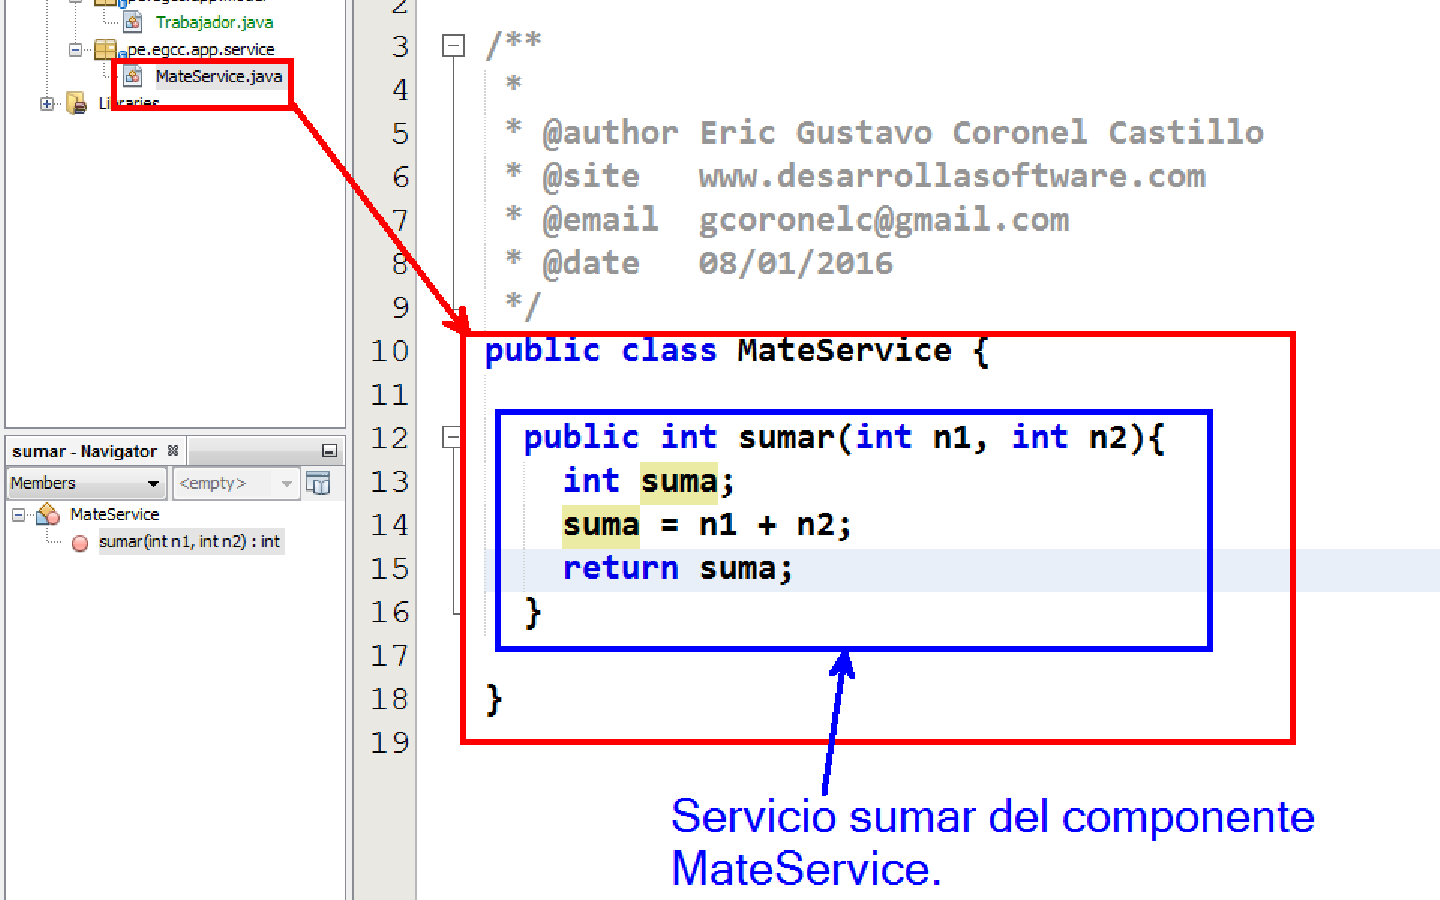 Trabajador.java
pe.egcc.app.service
MateService.java
Libraries
sumar - Navigator
Members
<empty>
MateService
sumar(int n1, int n2) : int
2
3 /**
4 *
5 * @author Eric Gustavo Coronel Castillo
6 * @site www.desarrollasoftware.com
7 * @email gcoronelc@gmail.com
8 * @date 08/01/2016
9 */
10 public class MateService {
11
12 public int sumar(int n1, int n2){
13 int suma;
14 suma = n1 + n2;
15 return suma;
16 }
17
18 }
19
Servicio sumar del componente
MateService.